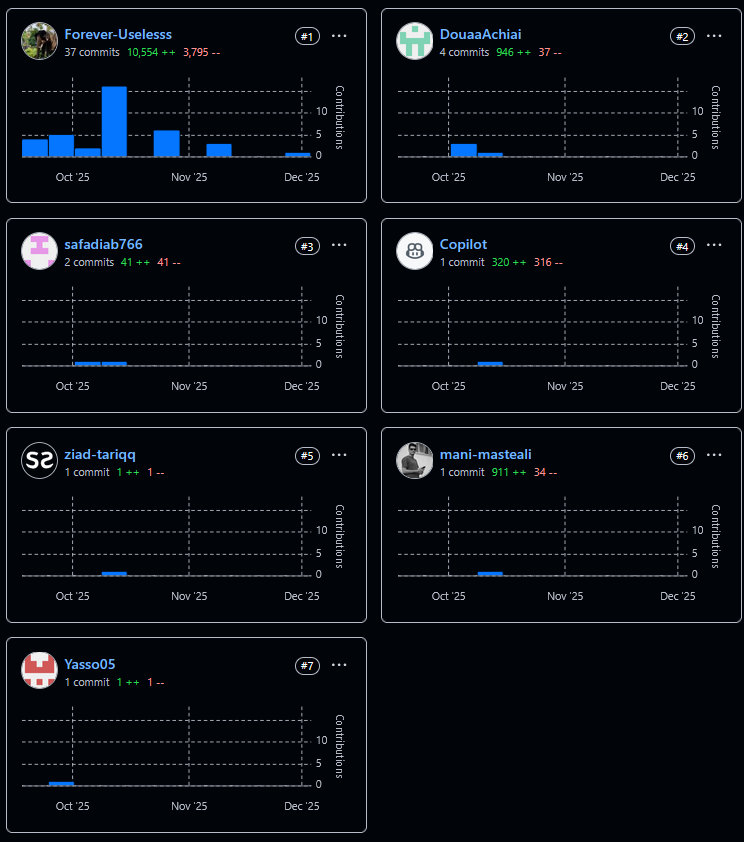 Forever-Uselesss
#1
37 commits 10,554 ++ 3,795 --
Contributions
10
5
0
Oct '25
Nov '25
Dec '25
DouaaAchiai
#2
4 commits 946 ++ 37 --
Contributions
10
5
0
Oct '25
Nov '25
Dec '25
safadiab766
#3
2 commits 41 ++ 41 --
Contributions
10
5
0
Oct '25
Nov '25
Dec '25
Copilot
#4
1 commit 320 ++ 316 --
Contributions
10
5
0
Oct '25
Nov '25
Dec '25
ziad-tariqq
#5
1 commit 1 ++ 1 --
Contributions
10
5
0
Oct '25
Nov '25
Dec '25
mani-masteali
#6
1 commit 911 ++ 34 --
Contributions
10
5
0
Oct '25
Nov '25
Dec '25
Yasso05
#7
1 commit 1 ++ 1 --
Contributions
10
5
0
Oct '25
Nov '25
Dec '25